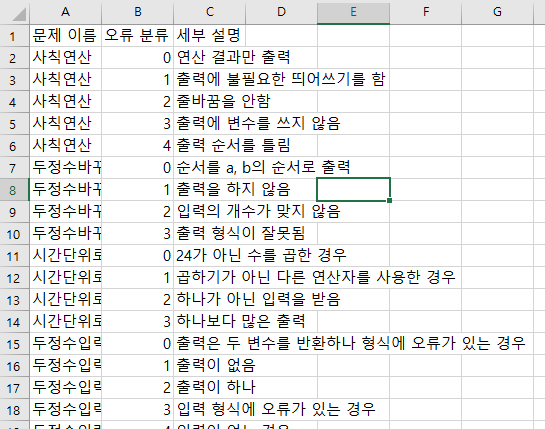 A B C D E F G
1 문제 이름 오류 분류 세부 설명
2 사칙연산 0 연산 결과만 출력
3 사칙연산 1 출력에 불필요한 띄어쓰기를 함
4 사칙연산 2 줄바꿈을 안함
5 사칙연산 3 출력에 변수를 쓰지 않음
6 사칙연산 4 출력 순서를 틀림
7 두정수바꾸 0 순서를 a, b의 순서로 출력
8 두정수바꾸 1 출력을 하지 않음
9 두정수바꾸 2 입력의 개수가 맞지 않음
10 두정수바꾸 3 출력 형식이 잘못됨
11 시간단위로 0 24가 아닌 수를 곱한 경우
12 시간단위로 1 곱하기가 아닌 다른 연산자를 사용한 경우
13 시간단위로 2 하나가 아닌 입력을 받음
14 시간단위로 3 하나보다 많은 출력
15 두정수입력 0 출력은 두 변수를 반환하나 형식에 오류가 있는 경우
16 두정수입력 1 출력이 없음
17 두정수입력 2 출력이 하나
18 두정수입력 3 입력 형식에 오류가 있는 경우